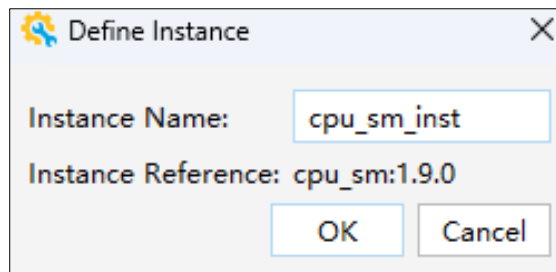 Define Instance
Instance Name: cpu_sm_inst
Instance Reference: cpu_sm:1.9.0
OK Cancel